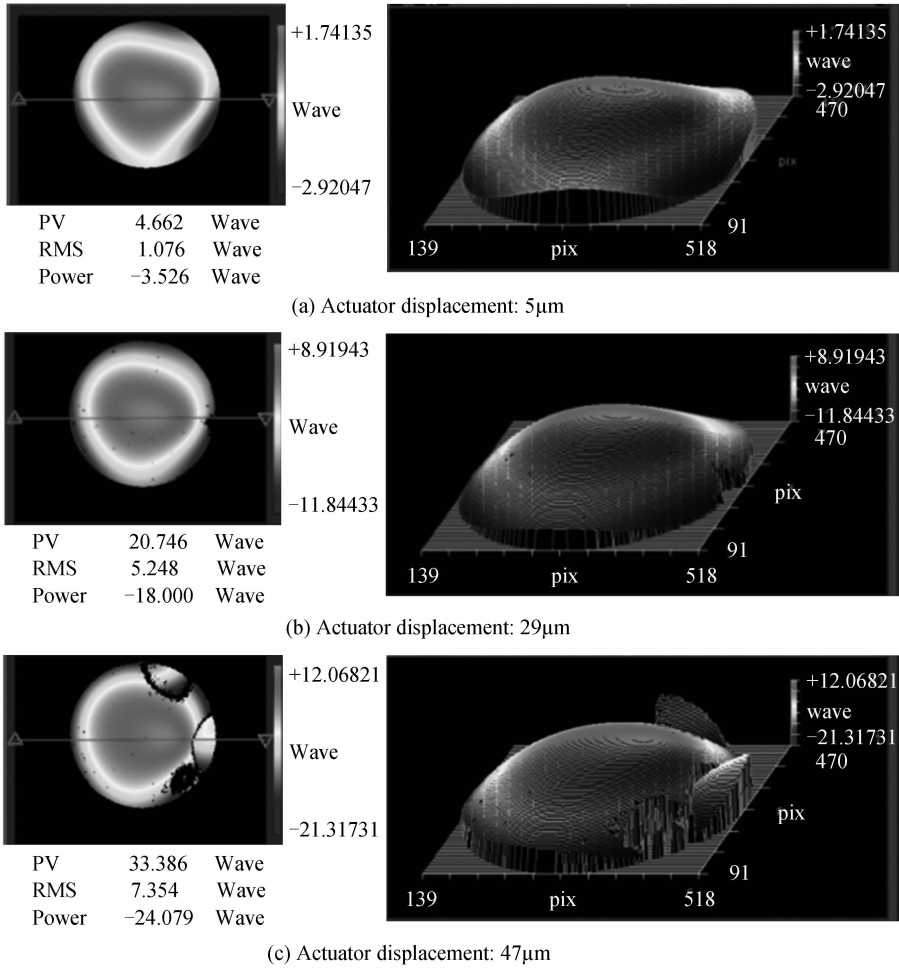 +1.74135
Wave
−2.92047
PV 4.662 Wave
RMS 1.076 Wave
Power −3.526 Wave
+1.74135
wave
−2.92047
470
pix
91
139 pix 518
(a) Actuator displacement: 5μm
+8.91943
Wave
−11.84433
PV 20.746 Wave
RMS 5.248 Wave
Power −18.000 Wave
+8.91943
wave
−11.84433
470
pix
91
139 pix 518
(b) Actuator displacement: 29μm
+12.06821
Wave
−21.31731
PV 33.386 Wave
RMS 7.354 Wave
Power −24.079 Wave
+12.06821
wave
−21.31731
470
pix
91
139 pix 518
(c) Actuator displacement: 47μm